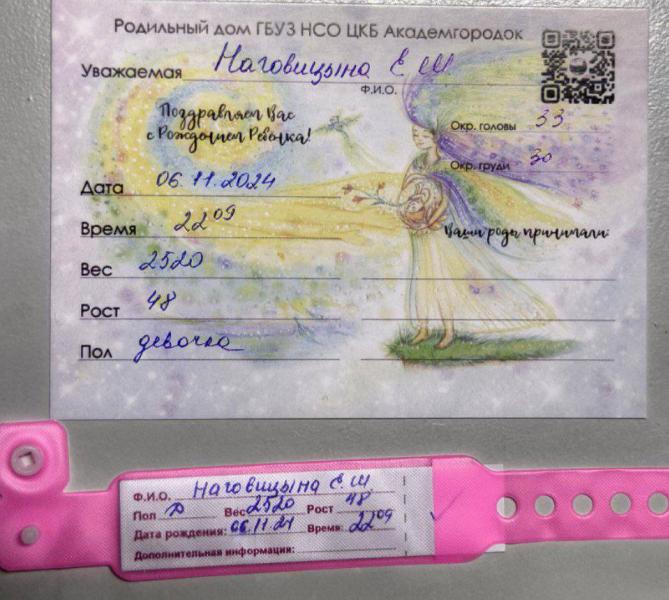 Родильный дом ГБУЗ НСО ЦКБ Академгородок
Уважаемая Наговицына Е Ш
Ф.И.О.
Поздравляем Вас
с Рождением Ребенка!
Окр. головы 33
Окр. груди 30
Дата 06.11.2024
Время 22 09
Ваши роды принимали:
Вес 2520
Рост 48
Пол девочка
Ф.И.О. Наговицына Е.Ш
Пол Вес 2520 Рост 48
Дата рождения: 06.11.24 Время: 22 09
Дополнительная информация: